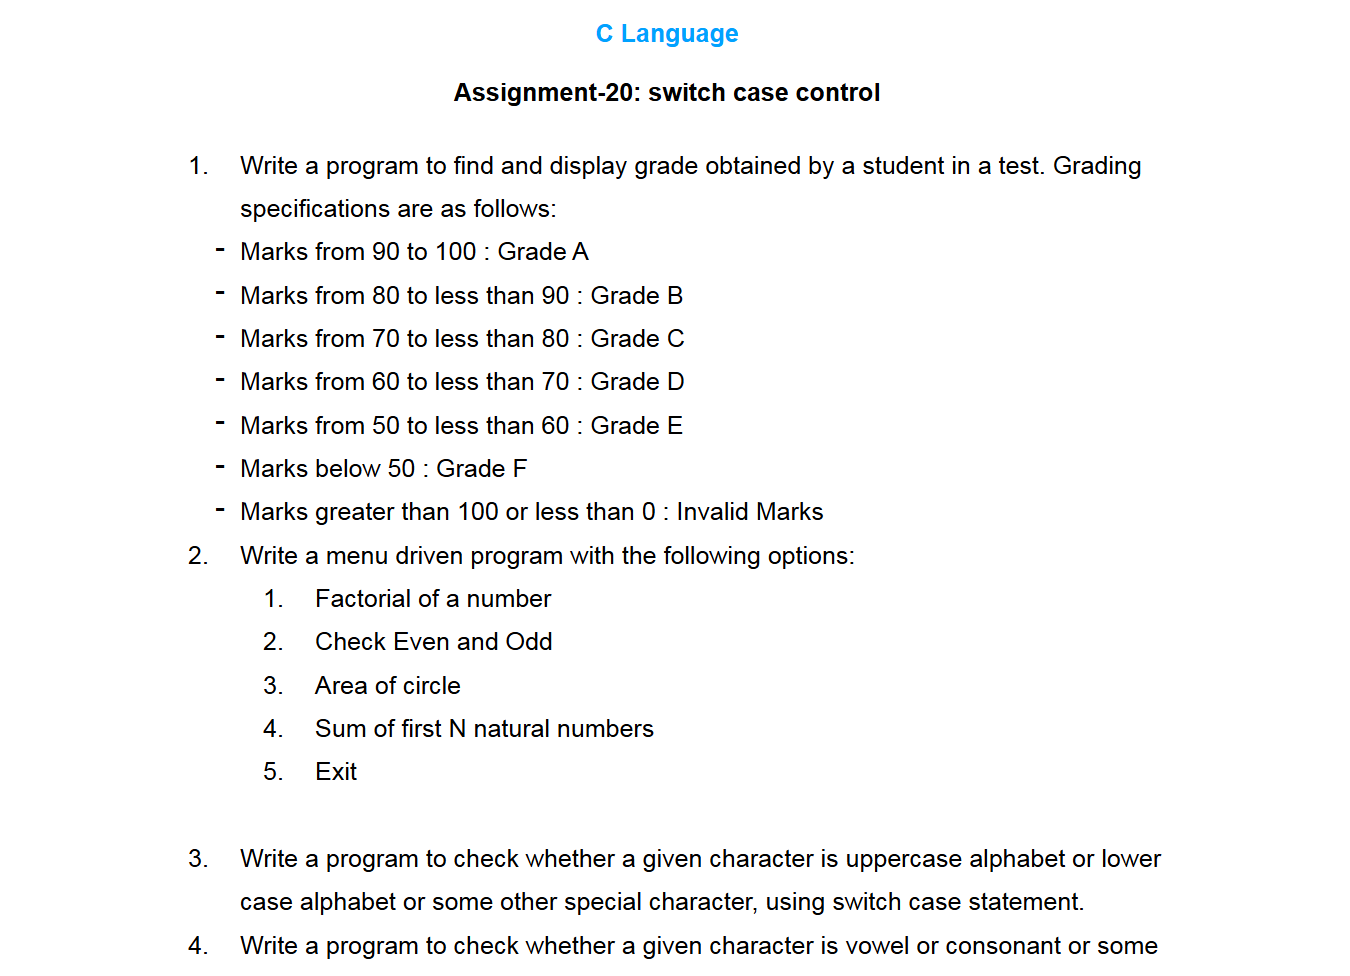 C Language
Assignment-20: switch case control
1. Write a program to find and display grade obtained by a student in a test. Grading
specifications are as follows:
- Marks from 90 to 100 : Grade A
- Marks from 80 to less than 90 : Grade B
- Marks from 70 to less than 80 : Grade C
- Marks from 60 to less than 70 : Grade D
- Marks from 50 to less than 60 : Grade E
- Marks below 50 : Grade F
- Marks greater than 100 or less than 0 : Invalid Marks
2. Write a menu driven program with the following options:
1. Factorial of a number
2. Check Even and Odd
3. Area of circle
4. Sum of first N natural numbers
5. Exit
3. Write a program to check whether a given character is uppercase alphabet or lower
case alphabet or some other special character, using switch case statement.
4. Write a program to check whether a given character is vowel or consonant or some